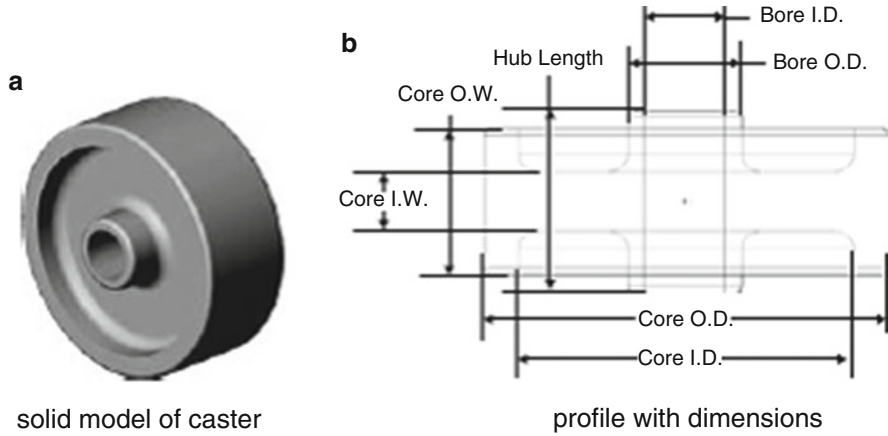 a
solid model of caster
b
Bore I.D.
Hub Length
Bore O.D.
Core O.W.
Core I.W.
Core O.D.
Core I.D.
profile with dimensions